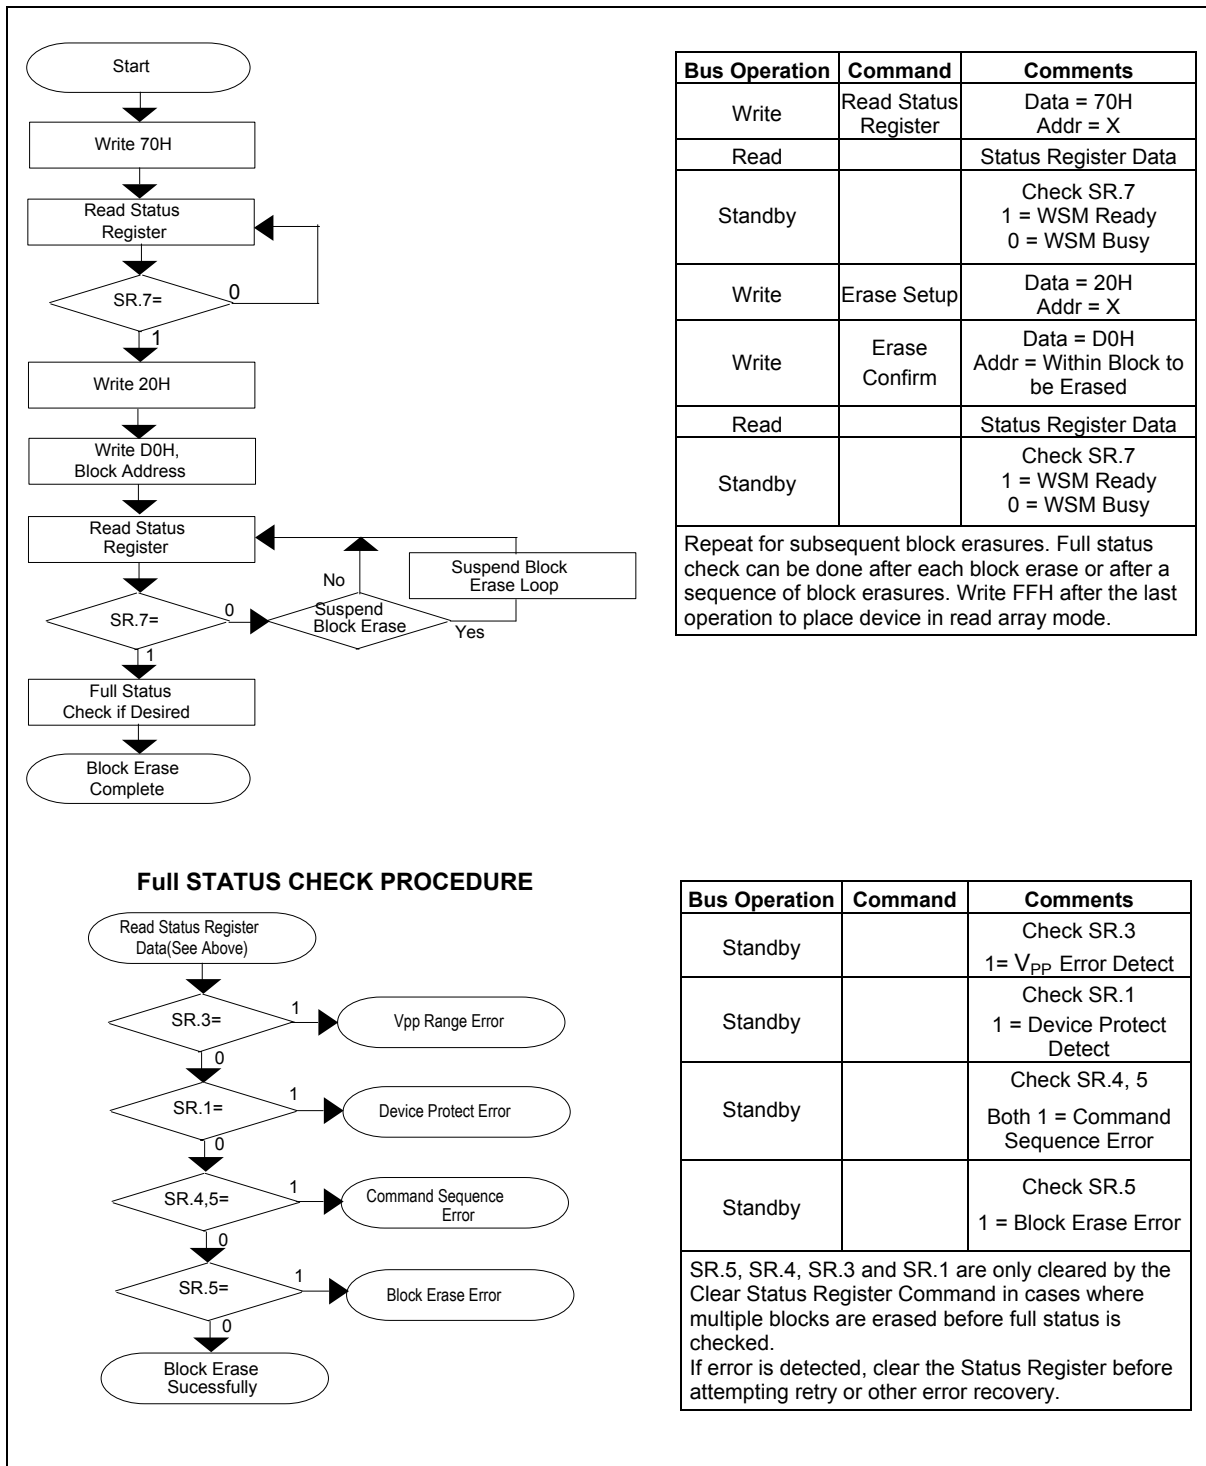 Start
Write 70H
Read Status
Register
SR.7=
0
1
Write 20H
Write D0H,
Block Address
Read Status
Register
SR.7=
0
1
No
Suspend
Block Erase
Yes
Suspend Block
Erase Loop
Full Status
Check if Desired
Block Erase
Complete
Bus Operation Command Comments
Write
Read Status
Register
Data = 70H
Addr = X
Read
Status Register Data
Standby
Check SR.7
1 = WSM Ready
0 = WSM Busy
Write
Erase Setup
Data = 20H
Addr = X
Write
Erase
Confirm
Data = D0H
Addr = Within Block to
be Erased
Read
Status Register Data
Standby
Check SR.7
1 = WSM Ready
0 = WSM Busy
Repeat for subsequent block erasures. Full status
check can be done after each block erase or after a
sequence of block erasures. Write FFH after the last
operation to place device in read array mode.
Full STATUS CHECK PROCEDURE
Read Status Register
Data(See Above)
SR.3=
1
Vpp Range Error
0
SR.1=
1
Device Protect Error
0
SR.4,5=
1
Command Sequence
Error
0
SR.5=
1
Block Erase Error
0
Block Erase
Sucessfully
Bus Operation Command Comments
Standby
Check SR.3
1= VPP Error Detect
Standby
Check SR.1
1 = Device Protect
Detect
Standby
Check SR.4, 5
Both 1 = Command
Sequence Error
Standby
Check SR.5
1 = Block Erase Error
SR.5, SR.4, SR.3 and SR.1 are only cleared by the
Clear Status Register Command in cases where
multiple blocks are erased before full status is
checked.
If error is detected, clear the Status Register before
attempting retry or other error recovery.